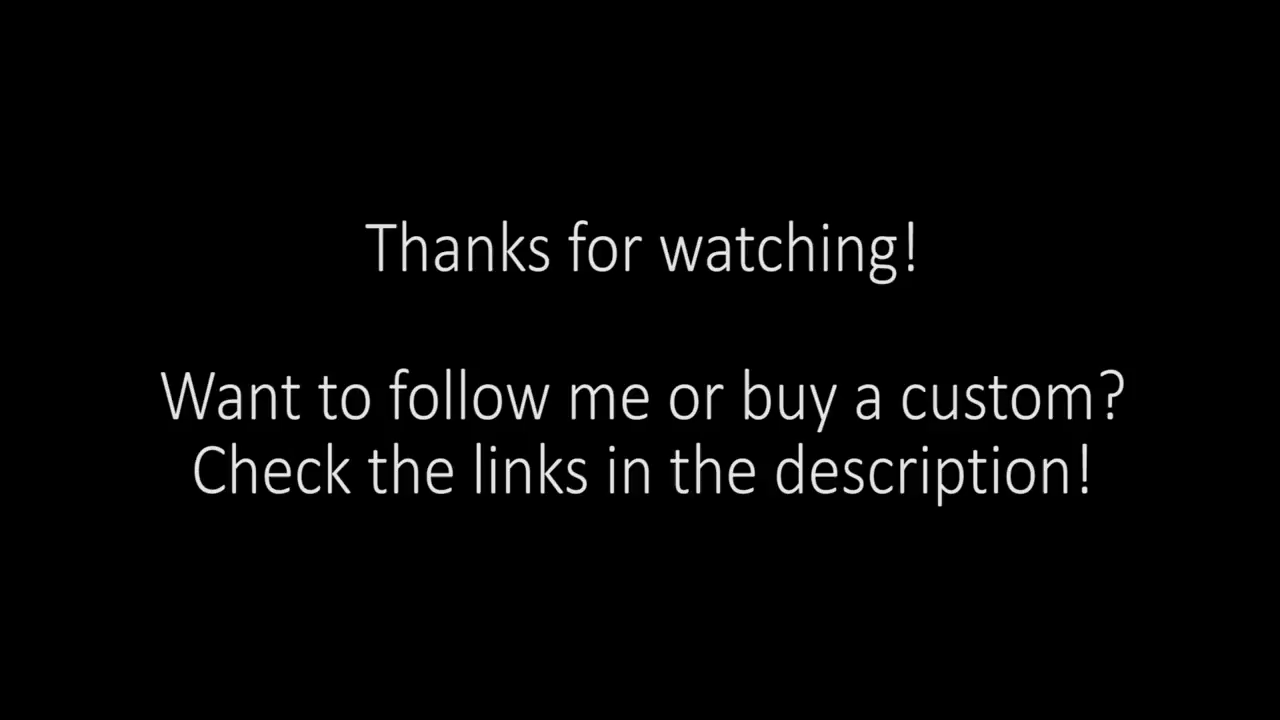 Thanks for watching!
Want to follow me or buy a custom?
Check the links in the description!